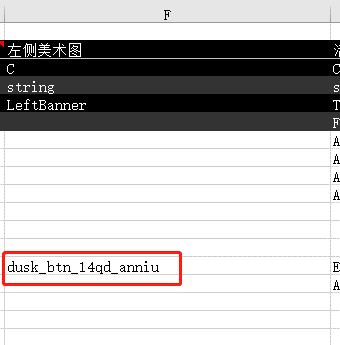 F
左侧美术图
C
C
string
s
LeftBanner
T
F
A
A
A
A
dusk_btn_14qd_anniu
E
A